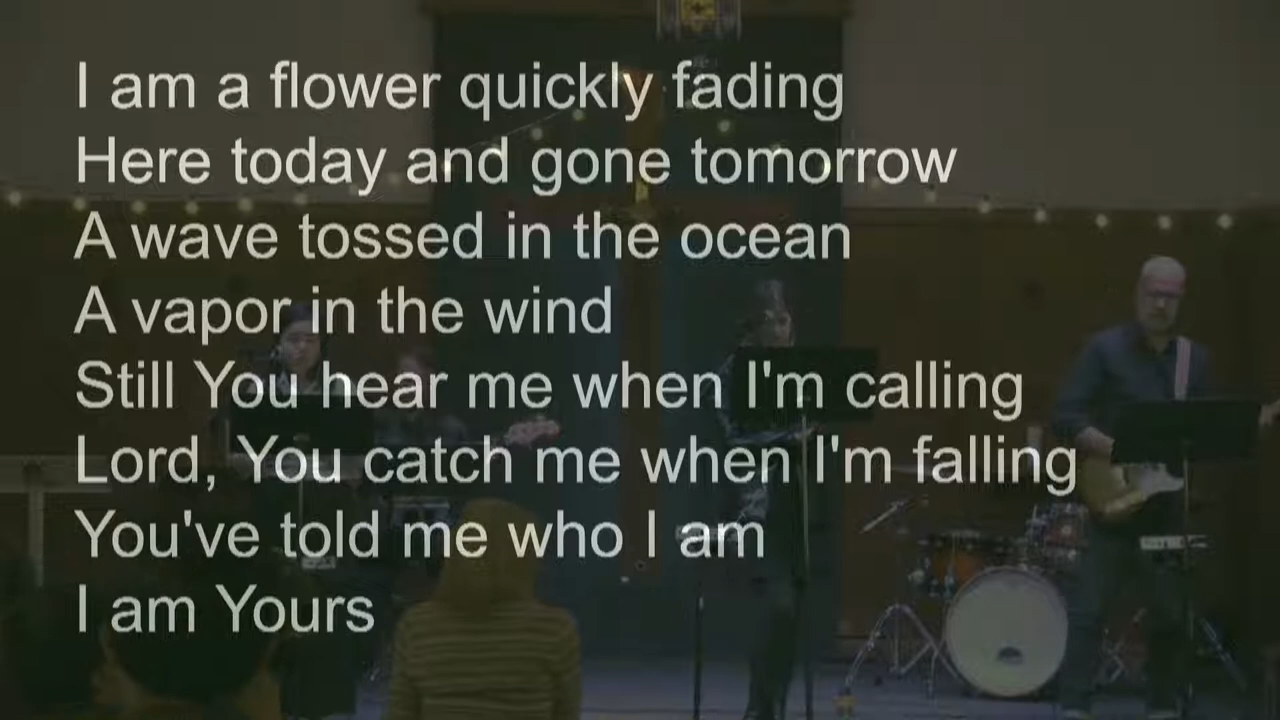 I am a flower quickly fading
Here today and gone tomorrow
A wave tossed in the ocean
A vapor in the wind
Still You hear me when I'm calling
Lord, You catch me when I'm falling
You've told me who I am
I am Yours